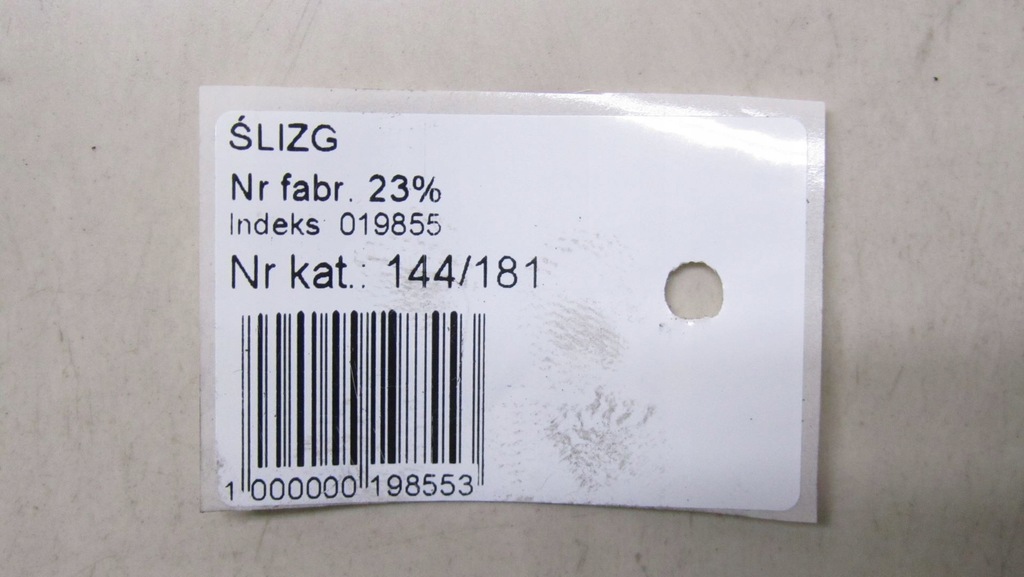 ŚLIZG
Nr fabr. 23%
Indeks 019855
Nr kat.: 144/181
1 000000 198553